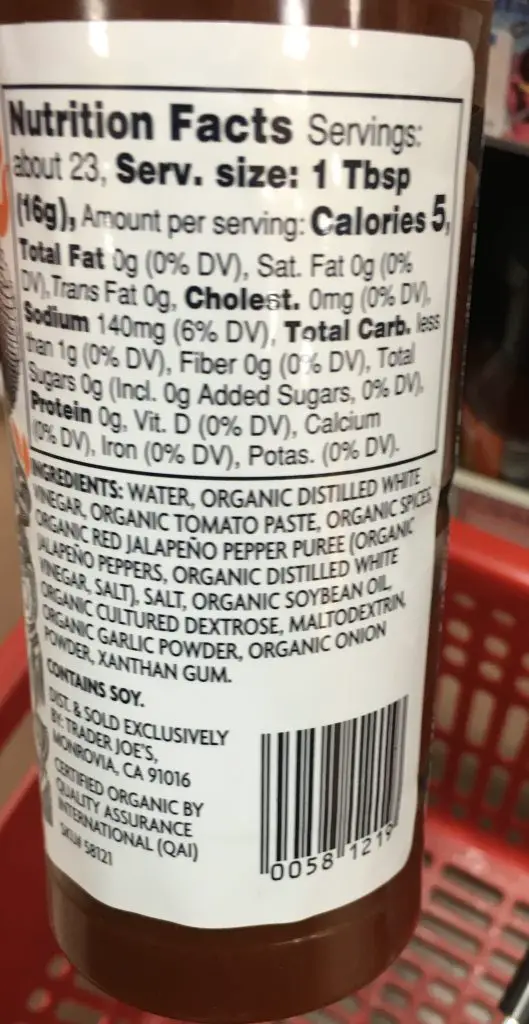 Nutrition Facts Servings:
about 23, Serv. size: 1 Tbsp
(16g), Amount per serving: Calories 5,
Total Fat 0g (0% DV), Sat. Fat 0g (0%
DV), Trans Fat 0g, Cholest. 0mg (0% DV),
Sodium 140mg (6% DV), Total Carb. less
than 1g (0% DV), Fiber 0g (0% DV), Total
Sugars 0g (Incl. 0g Added Sugars, 0% DV),
Protein 0g, Vit. D (0% DV), Calcium
(0% DV), Iron (0% DV), Potas. (0% DV).
INGREDIENTS: WATER, ORGANIC DISTILLED WHITE
VINEGAR, ORGANIC TOMATO PASTE, ORGANIC SPICES,
ORGANIC RED JALAPEÑO PEPPER PUREE (ORGANIC
JALAPEÑO PEPPERS, ORGANIC DISTILLED WHITE
VINEGAR, SALT), SALT, ORGANIC SOYBEAN OIL,
ORGANIC CULTURED DEXTROSE, MALTODEXTRIN,
ORGANIC GARLIC POWDER, ORGANIC ONION
POWDER, XANTHAN GUM.
CONTAINS SOY.
DIST. & SOLD EXCLUSIVELY
BY: TRADER JOE'S,
MONROVIA, CA 91016
CERTIFIED ORGANIC BY
QUALITY ASSURANCE
INTERNATIONAL (QAI)
SKU# 58121
0058 1219